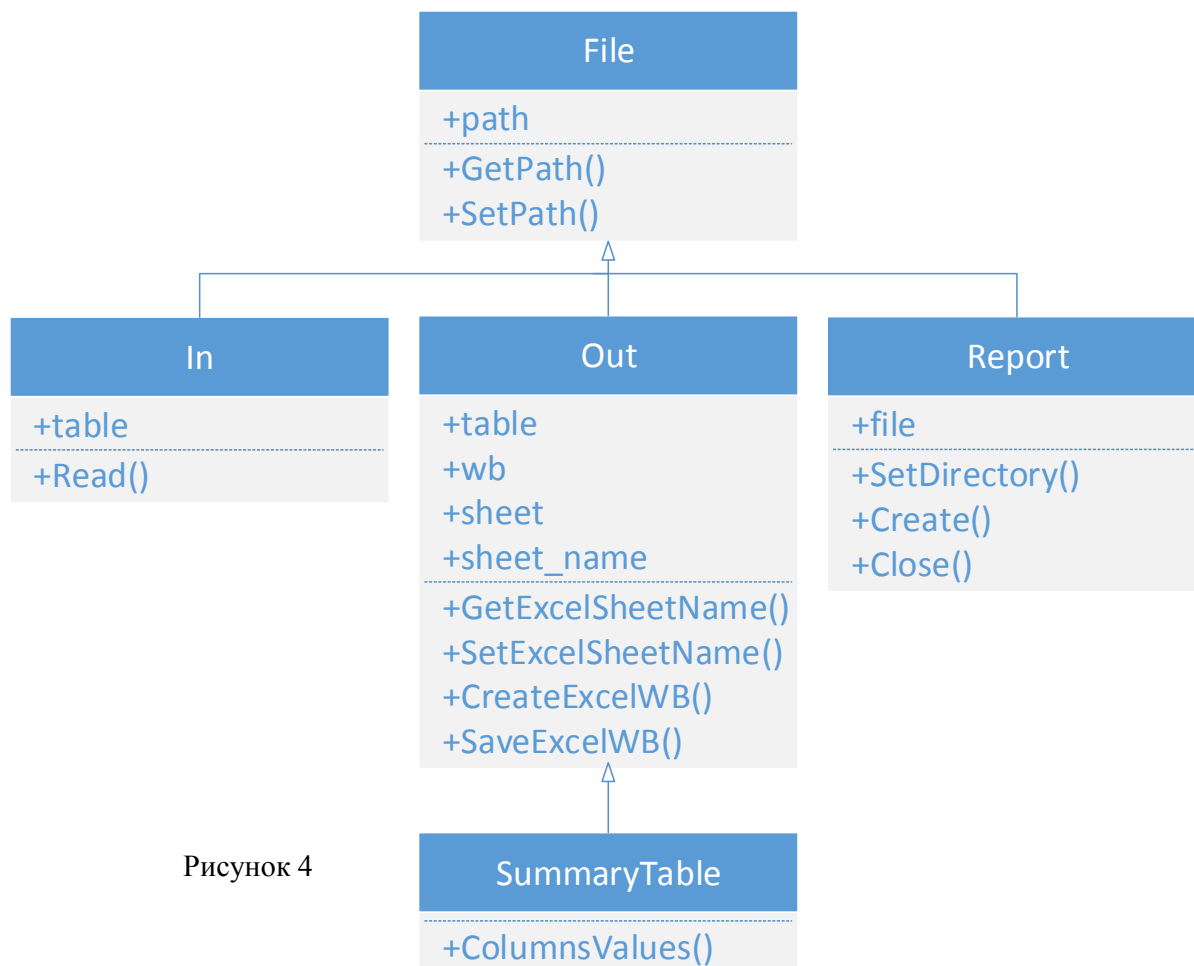 File
+path
+GetPath()
+SetPath()
In
+table
+Read()
Out
+table
+wb
+sheet
+sheet_name
+GetExcelSheetName()
+SetExcelSheetName()
+CreateExcelWB()
+SaveExcelWB()
Report
+file
+SetDirectory()
+Create()
+Close()
Рисунок 4
SummaryTable
+ColumnsValues()